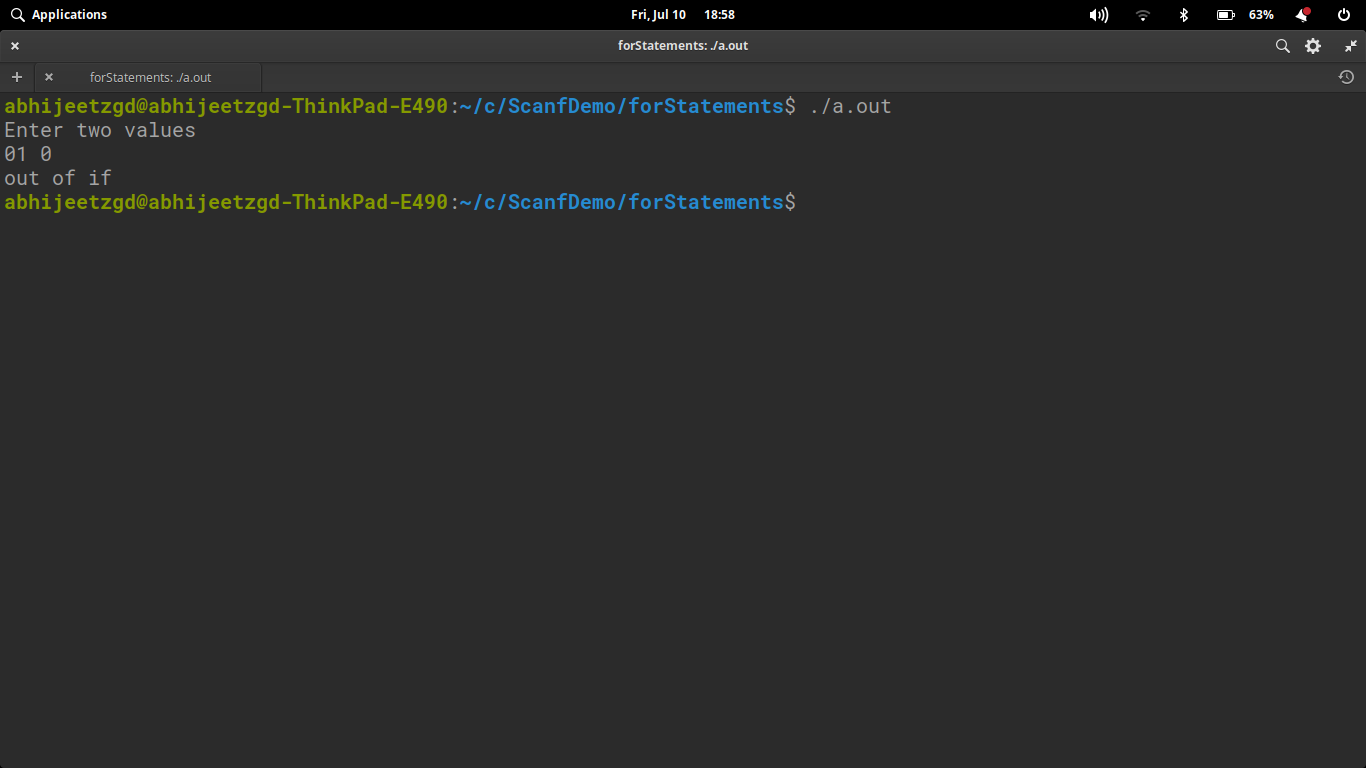 Applications Fri, Jul 10 18:58 63%
forStatements: ./a.out
forStatements: ./a.out
abhijeetzgd@abhijeetzgd-ThinkPad-E490:~/c/ScanfDemo/forStatements$ ./a.out
Enter two values
01 0
out of if
abhijeetzgd@abhijeetzgd-ThinkPad-E490:~/c/ScanfDemo/forStatements$